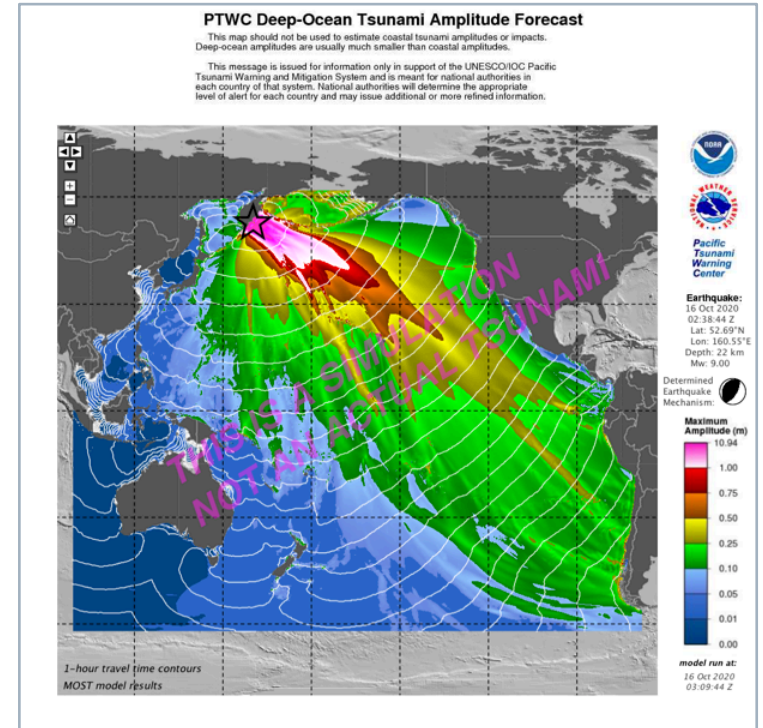 PTWC Deep-Ocean Tsunami Amplitude Forecast
This map should not be used to estimate coastal tsunami amplitudes or impacts.
Deep-ocean amplitudes are usually much smaller than coastal amplitudes.
This message is issued for information only in support of the UNESCO/IOC Pacific
Tsunami Warning and Mitigation System and is meant for national authorities in
each country of that system. National authorities will determine the appropriate
level of alert for each country and may issue additional or more refined information.
THIS IS A SIMULATION
NOT AN ACTUAL TSUNAMI
1-hour travel time contours
MOST model results
NOAA
NATIONAL WEATHER SERVICE
Pacific
Tsunami
Warning
Center
Earthquake:
16 Oct 2020
02:38:44 Z
Lat: 52.69°N
Lon: 160.55°E
Depth: 22 km
Mw: 9.00
Determined
Earthquake
Mechanism:
Maximum
Amplitude (m)
10.94
1.00
0.75
0.50
0.25
0.10
0.05
0.01
0.00
model run at:
16 Oct 2020
03:09:44 Z